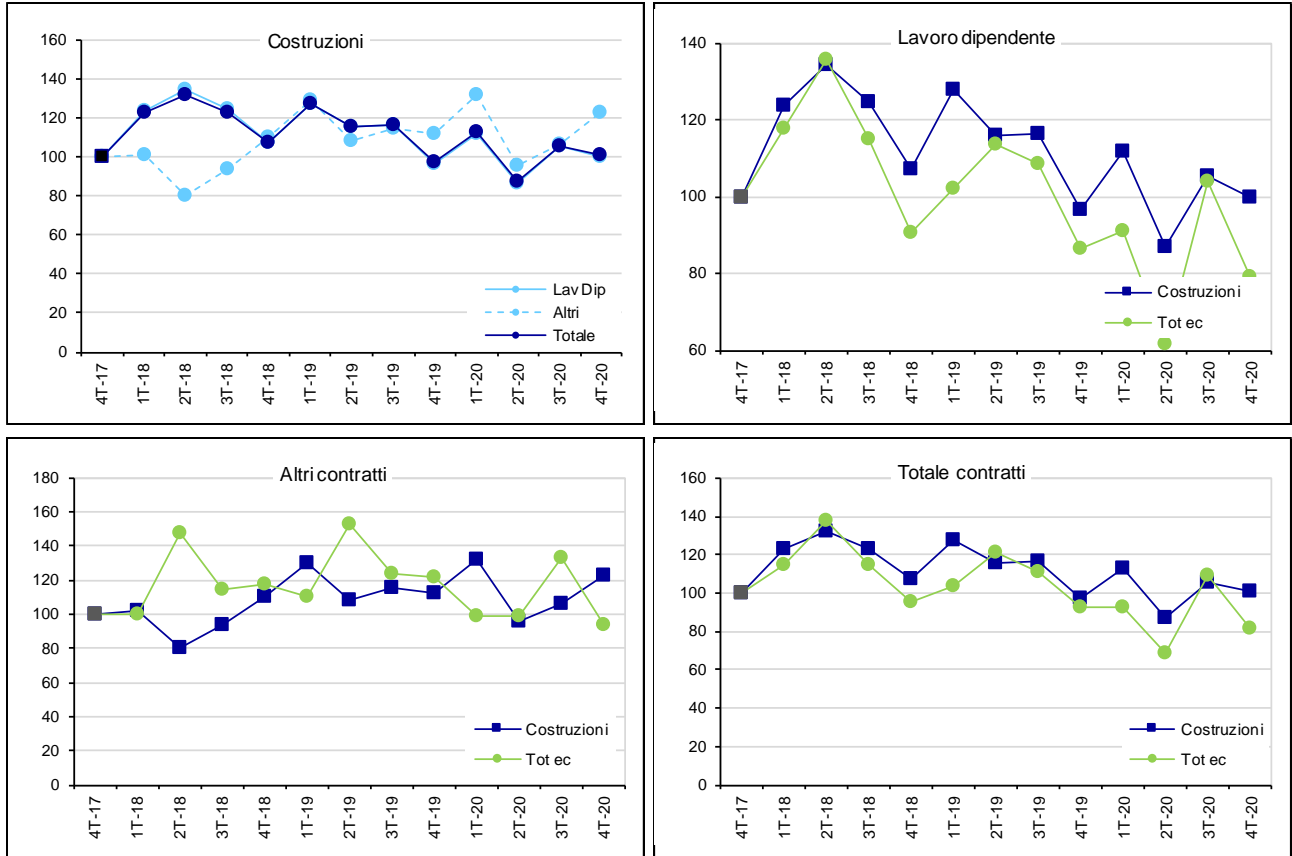 Costruzioni
160
140
120
100
80
60
40
20
0
Lav Dip
Altri
Totale
4T-17
1T-18
2T-18
3T-18
4T-18
1T-19
2T-19
3T-19
4T-19
1T-20
2T-20
3T-20
4T-20
Lavoro dipendente
140
120
100
80
60
Costruzioni
Tot ec
4T-17
1T-18
2T-18
3T-18
4T-18
1T-19
2T-19
3T-19
4T-19
1T-20
2T-20
3T-20
4T-20
Altri contratti
180
160
140
120
100
80
60
40
20
0
Costruzioni
Tot ec
4T-17
1T-18
2T-18
3T-18
4T-18
1T-19
2T-19
3T-19
4T-19
1T-20
2T-20
3T-20
4T-20
Totale contratti
160
140
120
100
80
60
40
20
0
Costruzioni
Tot ec
4T-17
1T-18
2T-18
3T-18
4T-18
1T-19
2T-19
3T-19
4T-19
1T-20
2T-20
3T-20
4T-20